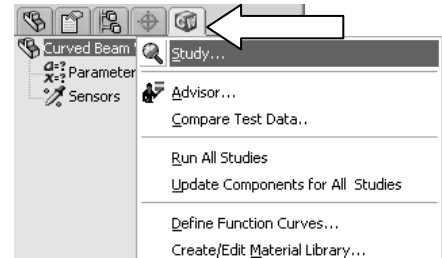 Curved Beam
Study...
Parameter
Sensors
Advisor...
Compare Test Data..
Run All Studies
Update Components for All Studies
Define Function Curves...
Create/Edit Material Library...